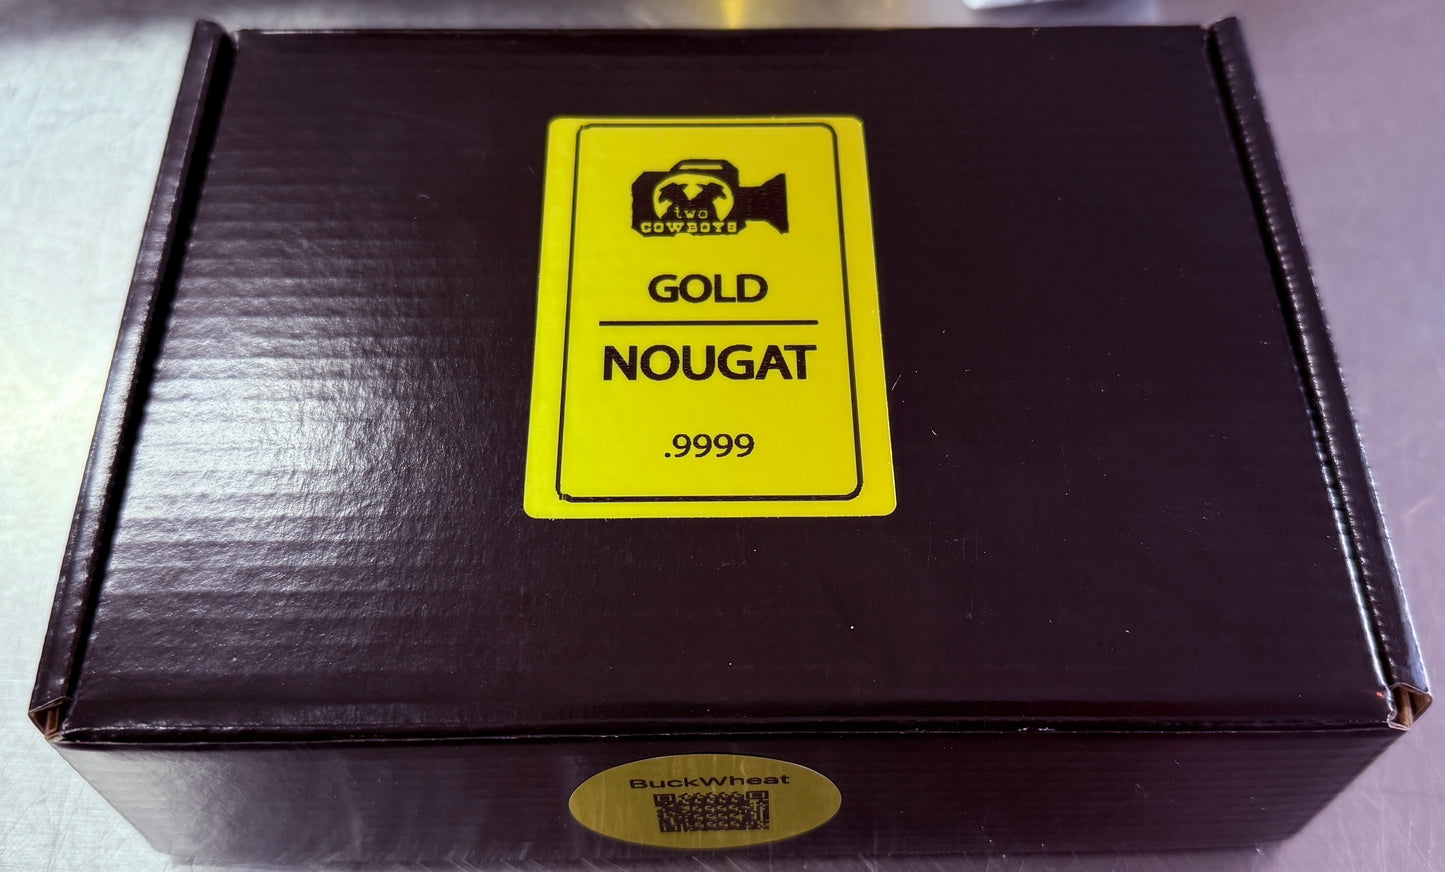 two
COWBOYS
GOLD
NOUGAT
.9999
BuckWheat